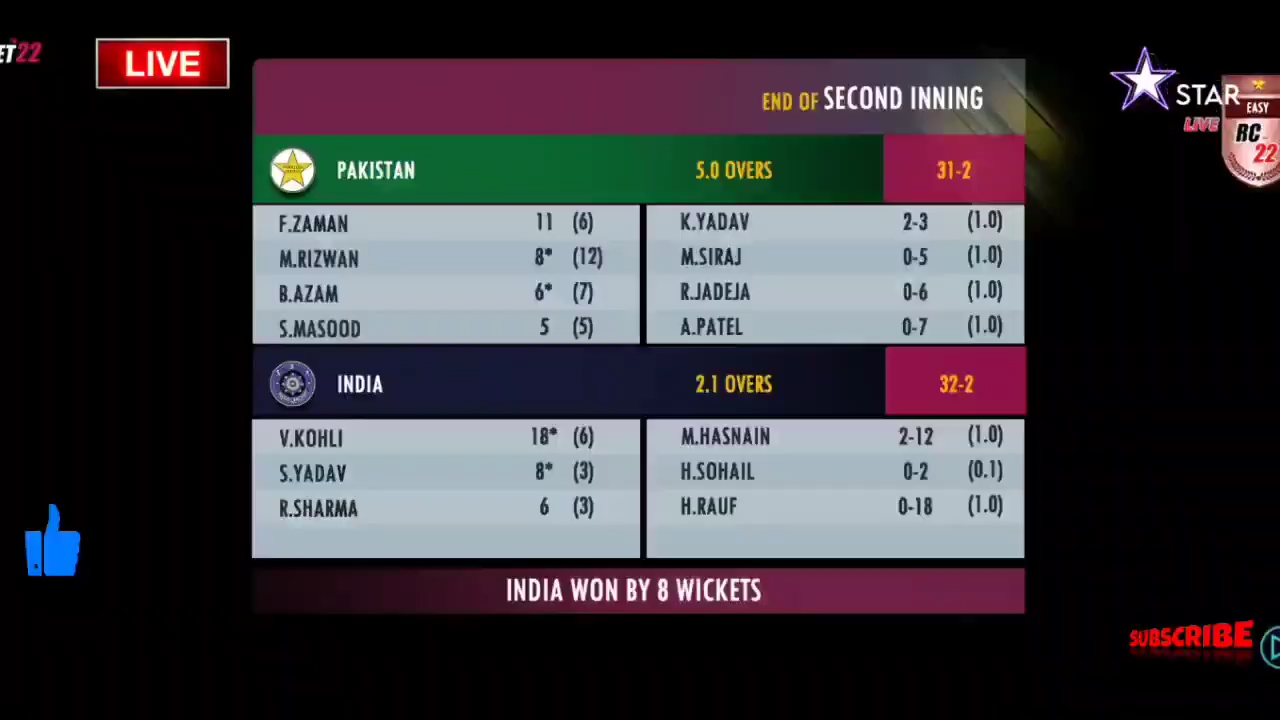 ET22
LIVE
END OF SECOND INNING
STAR
LIVE
EASY
RC
22
PAKISTAN 5.0 OVERS 31-2
F.ZAMAN 11 (6) K.YADAV 2-3 (1.0)
M.RIZWAN 8* (12) M.SIRAJ 0-5 (1.0)
B.AZAM 6* (7) R.JADEJA 0-6 (1.0)
S.MASOOD 5 (5) A.PATEL 0-7 (1.0)
INDIA 2.1 OVERS 32-2
V.KOHLI 18* (6) M.HASNAIN 2-12 (1.0)
S.YADAV 8* (3) H.SOHAIL 0-2 (0.1)
R.SHARMA 6 (3) H.RAUF 0-18 (1.0)
INDIA WON BY 8 WICKETS
SUBSCRIBE